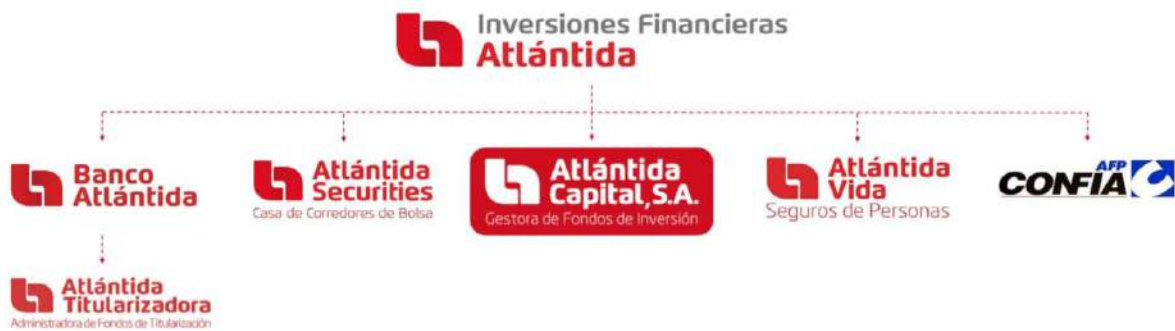 Inversiones Financieras
Atlántida
Banco
Atlántida
Atlántida
Securities
Casa de Corredores de Bolsa
Atlántida
Capital, S.A.
Gestora de Fondos de Inversión
Atlántida
Vida
Seguros de Personas
AFP
CONFÍA
Atlántida
Titularizadora
Administradora de Fondos de Titularización